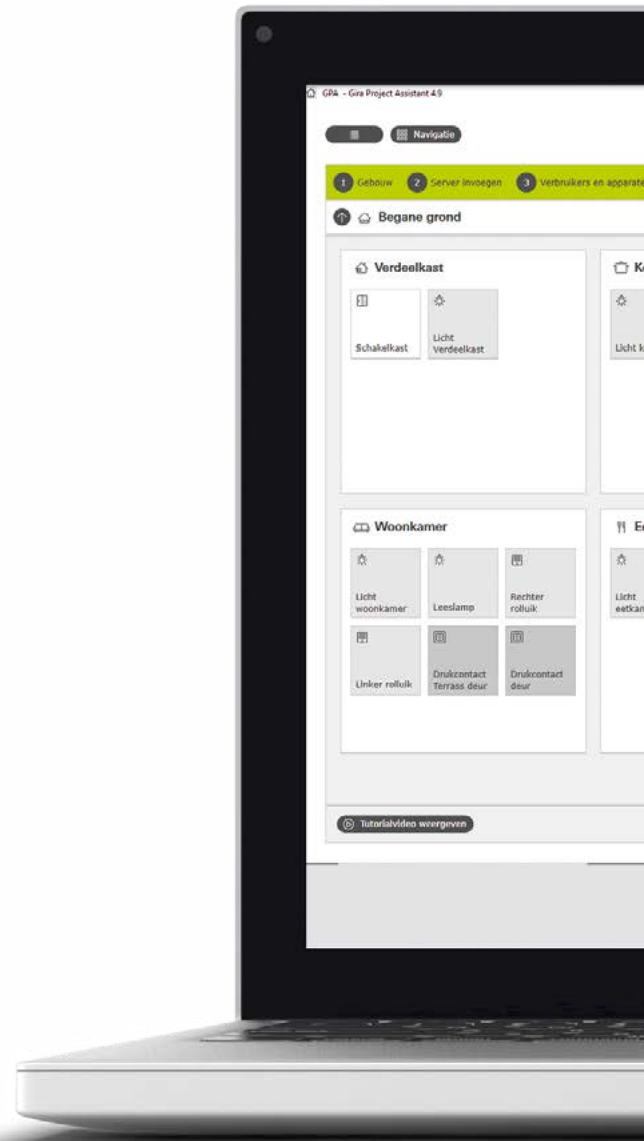 GPA - Gira Project Assistant 4.9
Navigatie
1 Gebouw 2 Server invoegen 3 Verbruikers en apparate
Begane grond
Verdeelkast
Schakelkast
Licht
Verdeelkast
Licht k
Woonkamer
Licht
woonkamer
Leeslamp
Rechter
rolluik
Licht
eetkan
Linker rolluik
Drukcontact
Terrass deur
Drukcontact
deur
Tutorialvideo weergeven